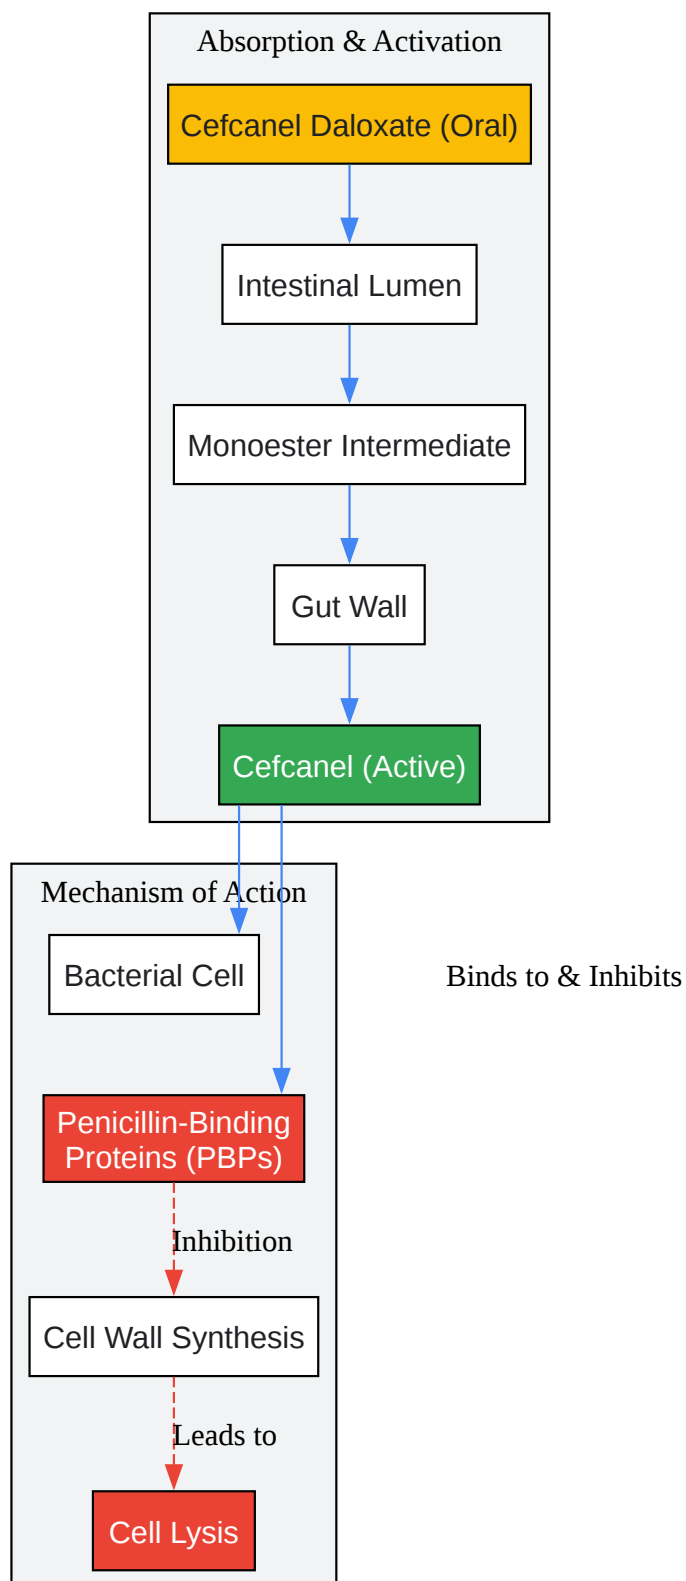 Absorption & Activation
Cefcanel Daloxate (Oral)
Intestinal Lumen
Monoester Intermediate
Gut Wall
Cefcanel (Active)
Mechanism of Action
Bacterial Cell
Binds to & Inhibits
Penicillin-Binding
Proteins (PBPs)
Inhibition
Cell Wall Synthesis
Leads to
Cell Lysis